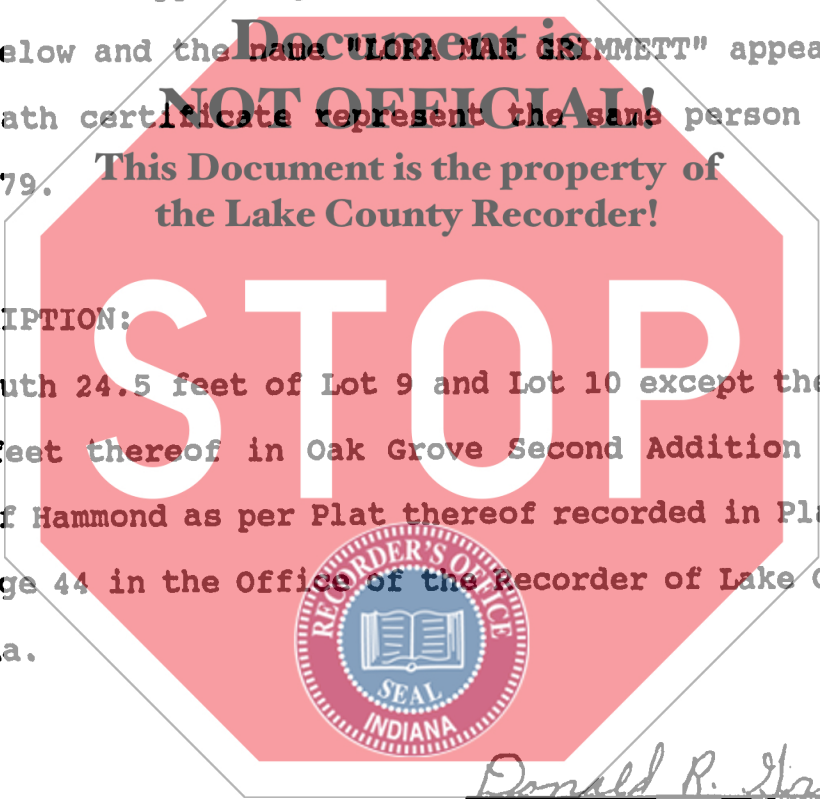 Document is
elow and the name "LORA MAE GRIMMETT" appea
NOT OFFICIAL!
ath certificate represent the same person
This Document is the property of
79.
the Lake County Recorder!
IPTION:
STOP
uth 24.5 feet of Lot 9 and Lot 10 except the
eet thereof in Oak Grove Second Addition
f Hammond as per Plat thereof recorded in Pla
ge 44 in the Office of the Recorder of Lake C
a.
RECORDER'S OFFICE
SEAL
INDIANA
Donald R.